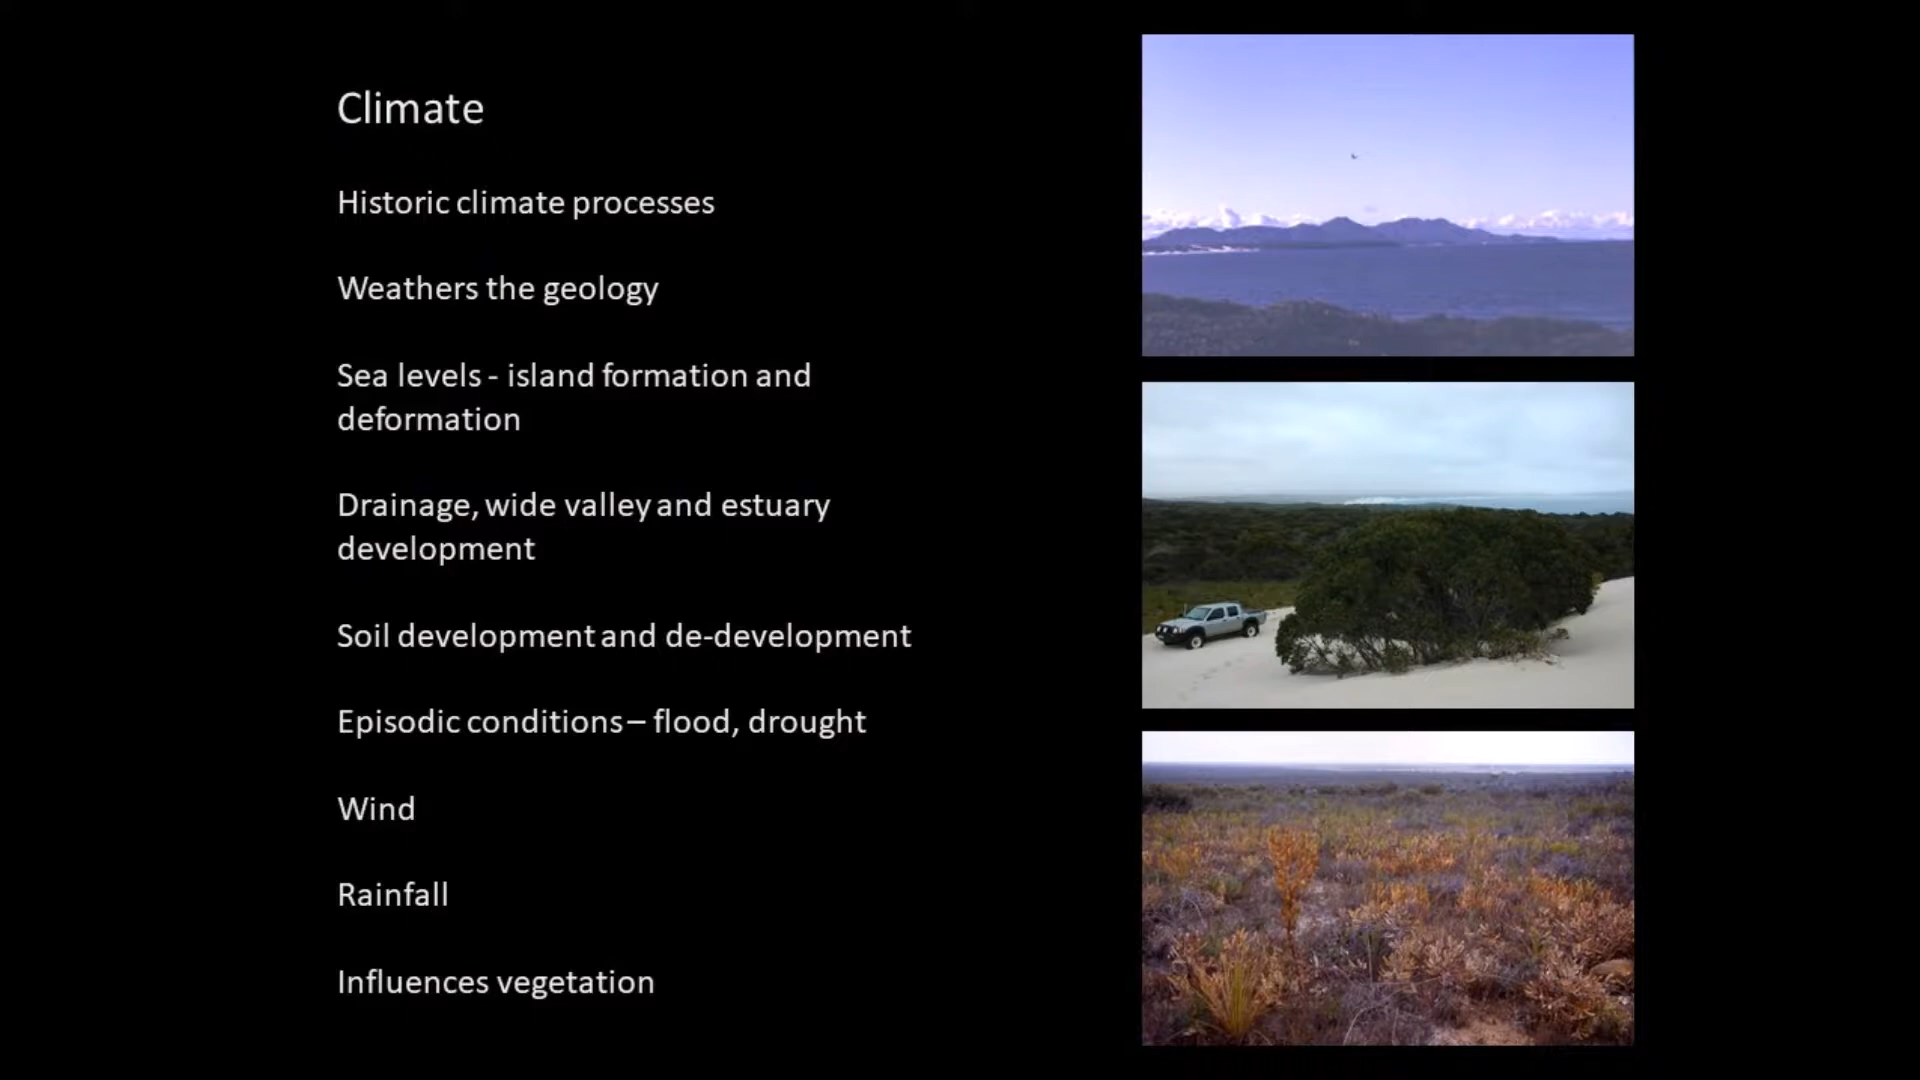 Climate
Historic climate processes
Weathers the geology
Sea levels - island formation and
deformation
Drainage, wide valley and estuary
development
Soil development and de-development
Episodic conditions – flood, drought
Wind
Rainfall
Influences vegetation